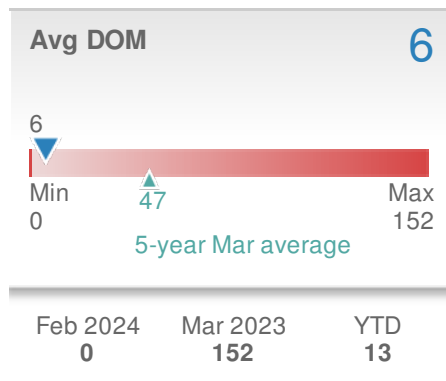 Avg DOM 6
6
Min Max
47
0 152
5-year Mar average
Feb 2024 Mar 2023 YTD
0 152 13